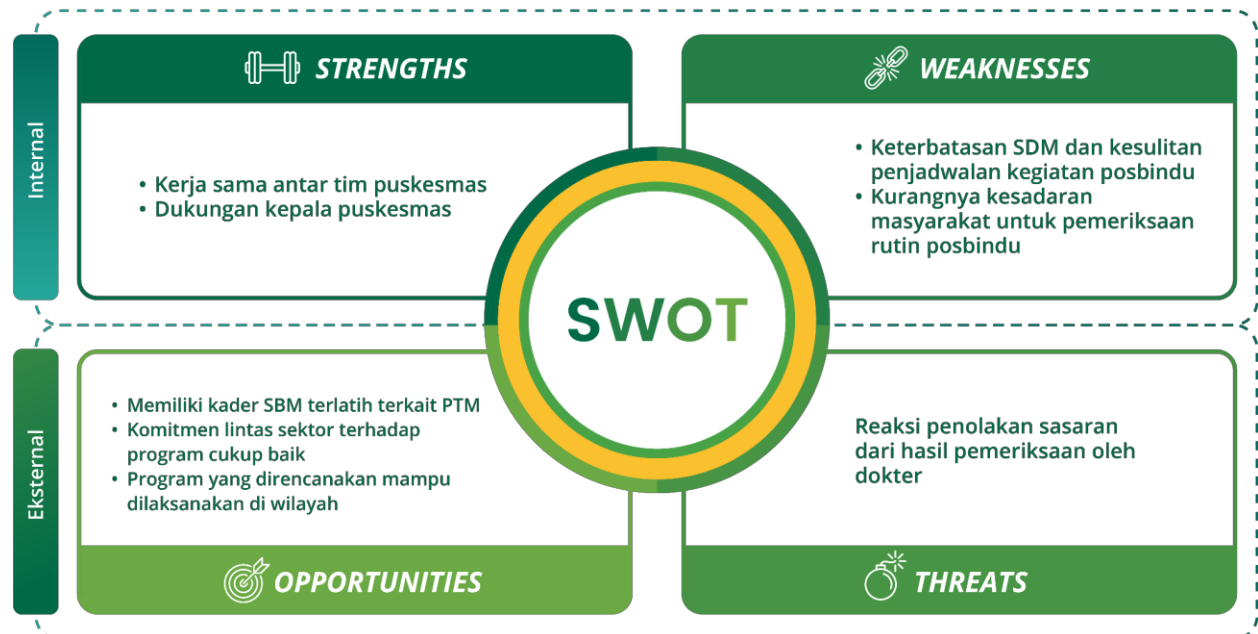 Internal
STRENGTHS
• Kerja sama antar tim puskesmas
• Dukungan kepala puskesmas
WEAKNESSES
• Keterbatasan SDM dan kesulitan
penjadwalan kegiatan posbindu
• Kurangnya kesadaran
masyarakat untuk pemeriksaan
rutin posbindu
SWOT
Eksternal
• Memiliki kader SBM terlatih terkait PTM
• Komitmen lintas sektor terhadap
program cukup baik
• Program yang direncanakan mampu
dilaksanakan di wilayah
OPPORTUNITIES
Reaksi penolakan sasaran
dari hasil pemeriksaan oleh
dokter
THREATS